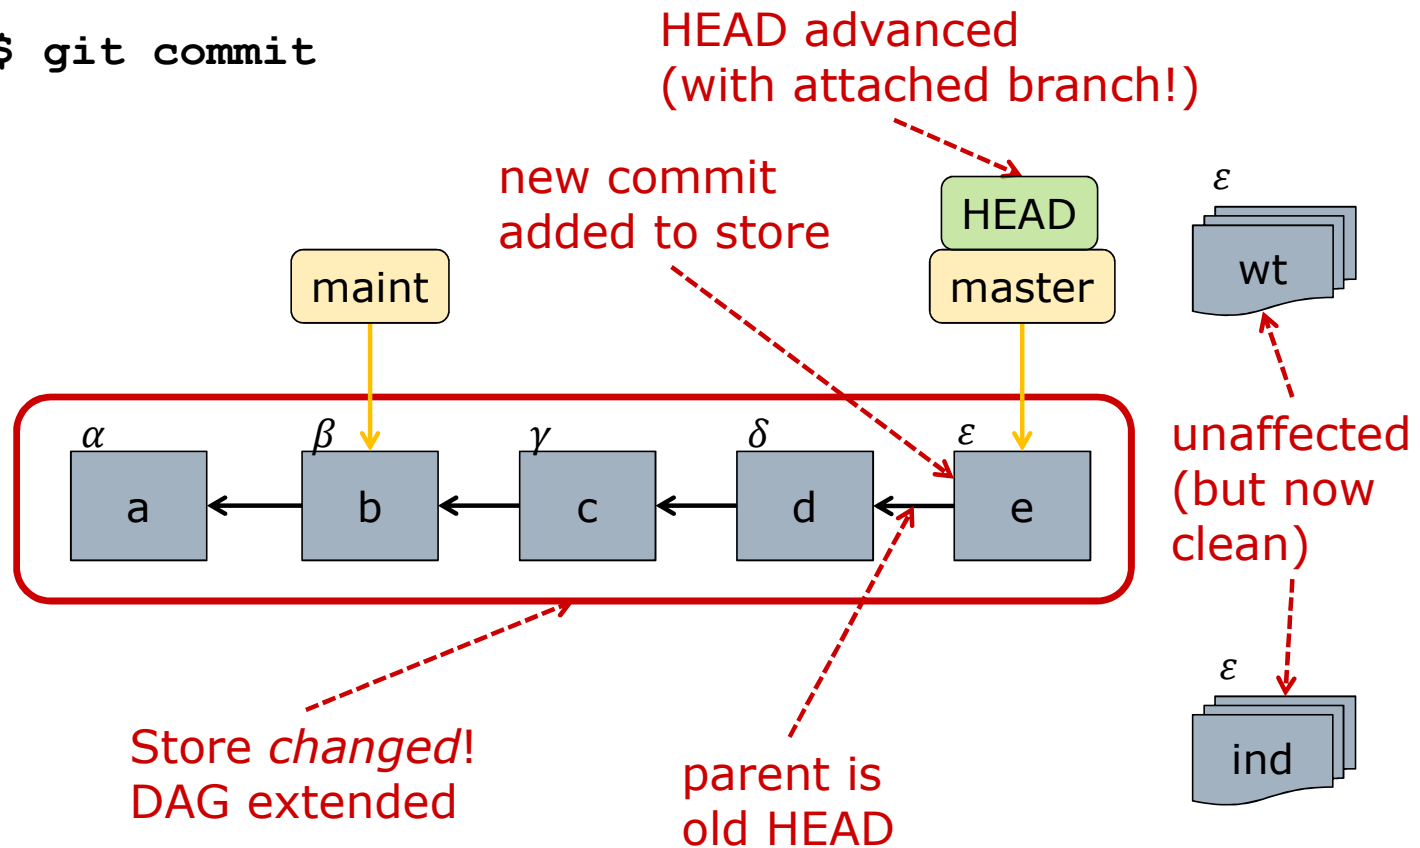 $ git commit
HEAD advanced
(with attached branch!)
new commit
added to store
HEAD
maint
master
ε
wt
α
β
γ
δ
ε
a
b
c
d
e
unaffected
(but now
clean)
Store changed!
DAG extended
parent is
old HEAD
ε
ind